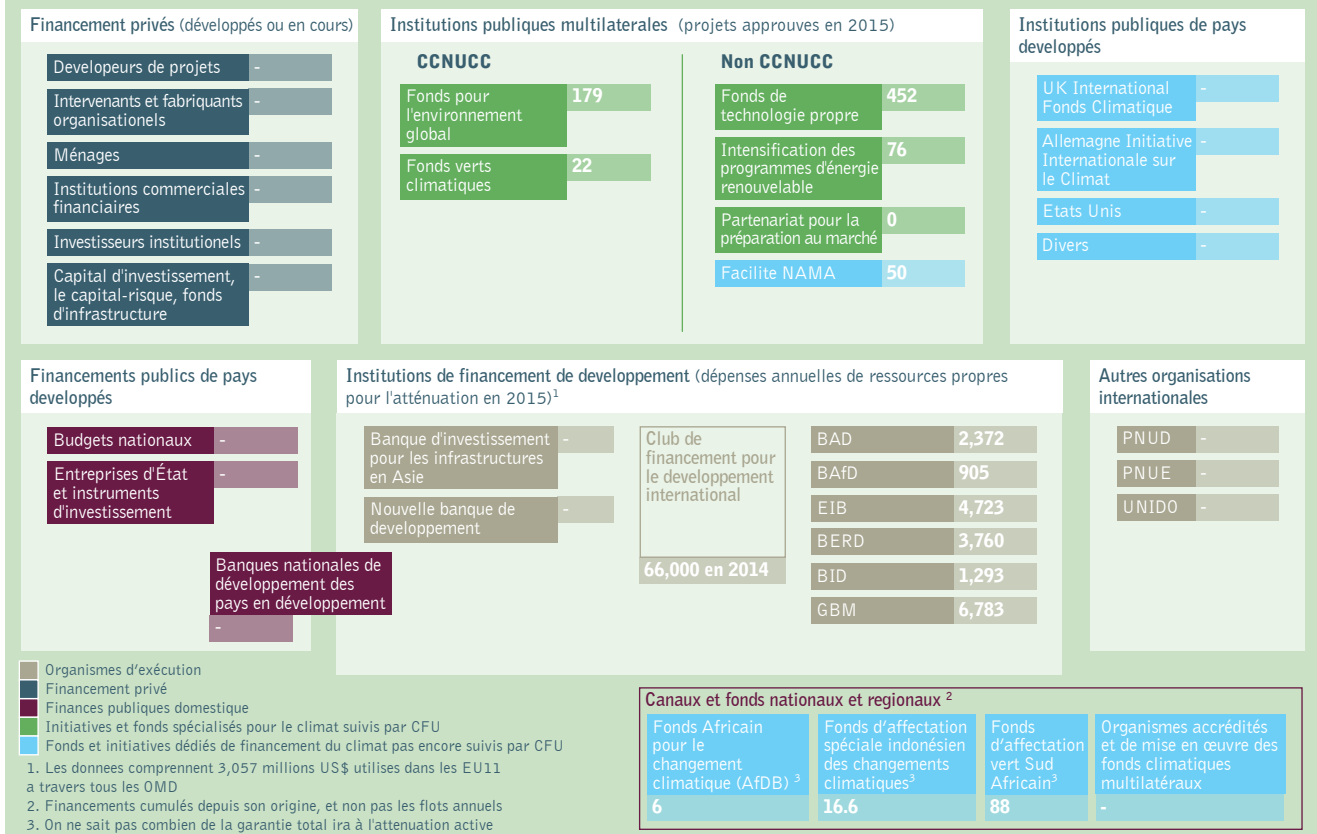 Financement privés (développés ou en cours)
Developeurs de projets -
Intervenants et fabriquants -
organisationels
Ménages -
Institutions commerciales -
financiaires
Investisseurs institutionels -
Capital d'investissement, -
le capital-risque, fonds
d'infrastructure
Institutions publiques multilaterales (projets approuves en 2015)
CCNUCC
Fonds pour 179
l'environnement
global
Fonds verts 22
climatiques
Non CCNUCC
Fonds de 452
technologie propre
Intensification des 76
programmes d'énergie
renouvelable
Partenariat pour la 0
préparation au marché
Facilite NAMA 50
Institutions publiques de pays
developpés
UK International -
Fonds Climatique
Allemagne Initiative -
Internationale sur
le Climat
Etats Unis -
Divers -
Financements publics de pays
developpés
Budgets nationaux -
Entreprises d'État -
et instruments
d'investissement
Banques nationales de
développement des
pays en développement
-
Institutions de financement de developpement (dépenses annuelles de ressources propres
pour l'atténuation en 2015)1
Banque d'investissement -
pour les infrastructures
en Asie
Nouvelle banque de -
developpement
Club de
financement pour
le developpement
international
66,000 en 2014
BAD 2,372
BAfD 905
EIB 4,723
BERD 3,760
BID 1,293
GBM 6,783
Autres organisations
internationales
PNUD -
PNUE -
UNIDO -
Organismes d'exécution
Financement privé
Finances publiques domestique
Initiatives et fonds spécialisés pour le climat suivis par CFU
Fonds et initiatives dédiés de financement du climat pas encore suivis par CFU
1. Les donnees comprennent 3,057 millions US$ utilises dans les EU11
a travers tous les OMD
2. Financements cumulés depuis son origine, et non pas les flots annuels
3. On ne sait pas combien de la garantie total ira à l'attenuation active
Canaux et fonds nationaux et regionaux 2
Fonds Africain
pour le
changement
climatique (AfDB) 3
6
Fonds d'affectation
spéciale indonésien
des changements
climatiques3
16.6
Fonds
d'affectation
vert Sud
Africain3
88
Organismes accrédités
et de mise en œuvre des
fonds climatiques
multilatéraux
-